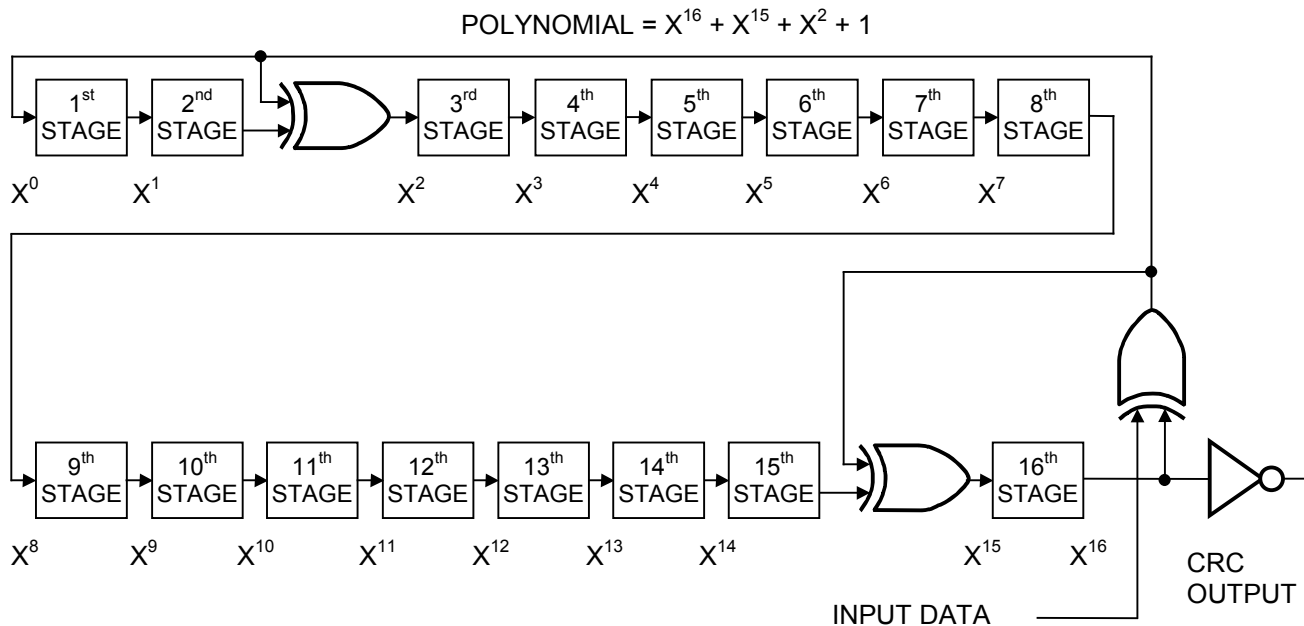 POLYNOMIAL = X¹⁶ + X¹⁵ + X² + 1
1ˢᵗ STAGE
2ⁿᵈ STAGE
3ʳᵈ STAGE
4ᵗʰ STAGE
5ᵗʰ STAGE
6ᵗʰ STAGE
7ᵗʰ STAGE
8ᵗʰ STAGE
X⁰ X¹ X² X³ X⁴ X⁵ X⁶ X⁷
9ᵗʰ STAGE
10ᵗʰ STAGE
11ᵗʰ STAGE
12ᵗʰ STAGE
13ᵗʰ STAGE
14ᵗʰ STAGE
15ᵗʰ STAGE
16ᵗʰ STAGE
X⁸ X⁹ X¹⁰ X¹¹ X¹² X¹³ X¹⁴ X¹⁵ X¹⁶
CRC
OUTPUT
INPUT DATA